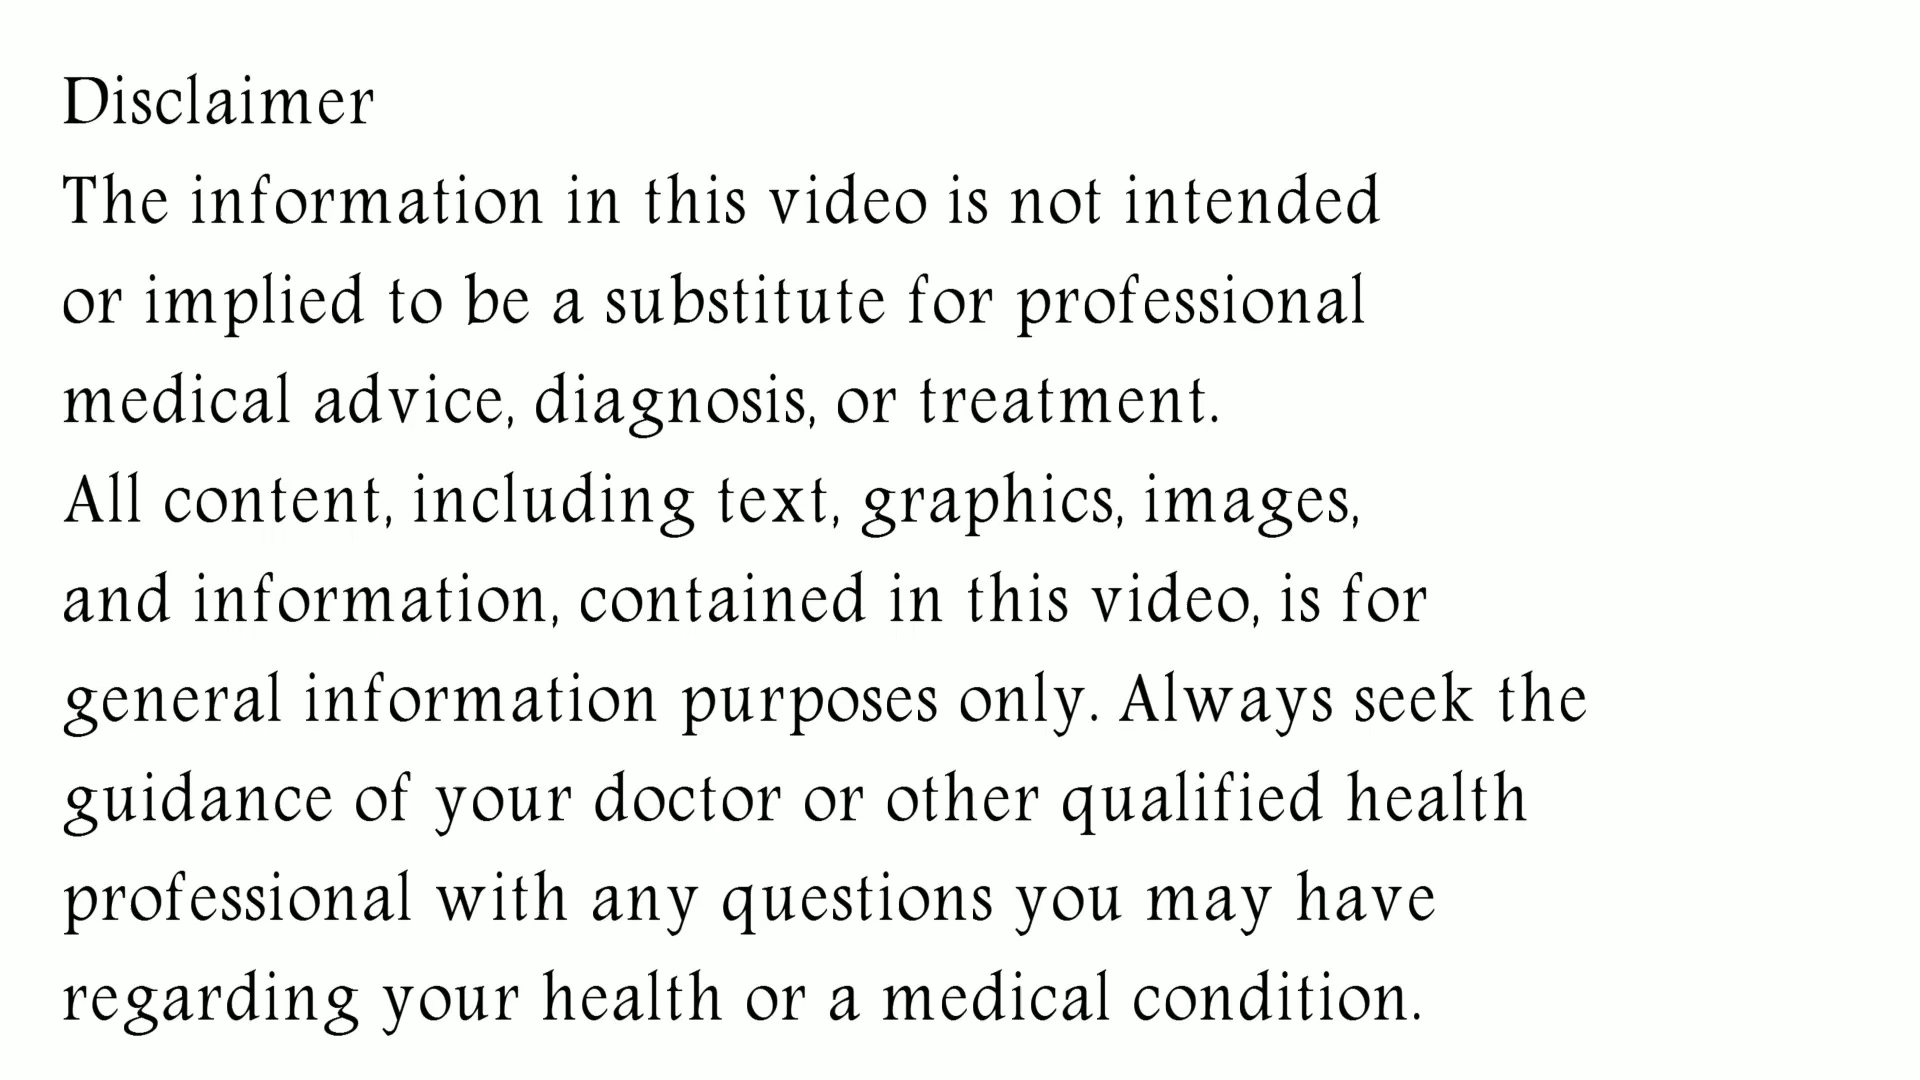 Disclaimer
The information in this video is not intended
or implied to be a substitute for professional
medical advice, diagnosis, or treatment.
All content, including text, graphics, images,
and information, contained in this video, is for
general information purposes only. Always seek the
guidance of your doctor or other qualified health
professional with any questions you may have
regarding your health or a medical condition.